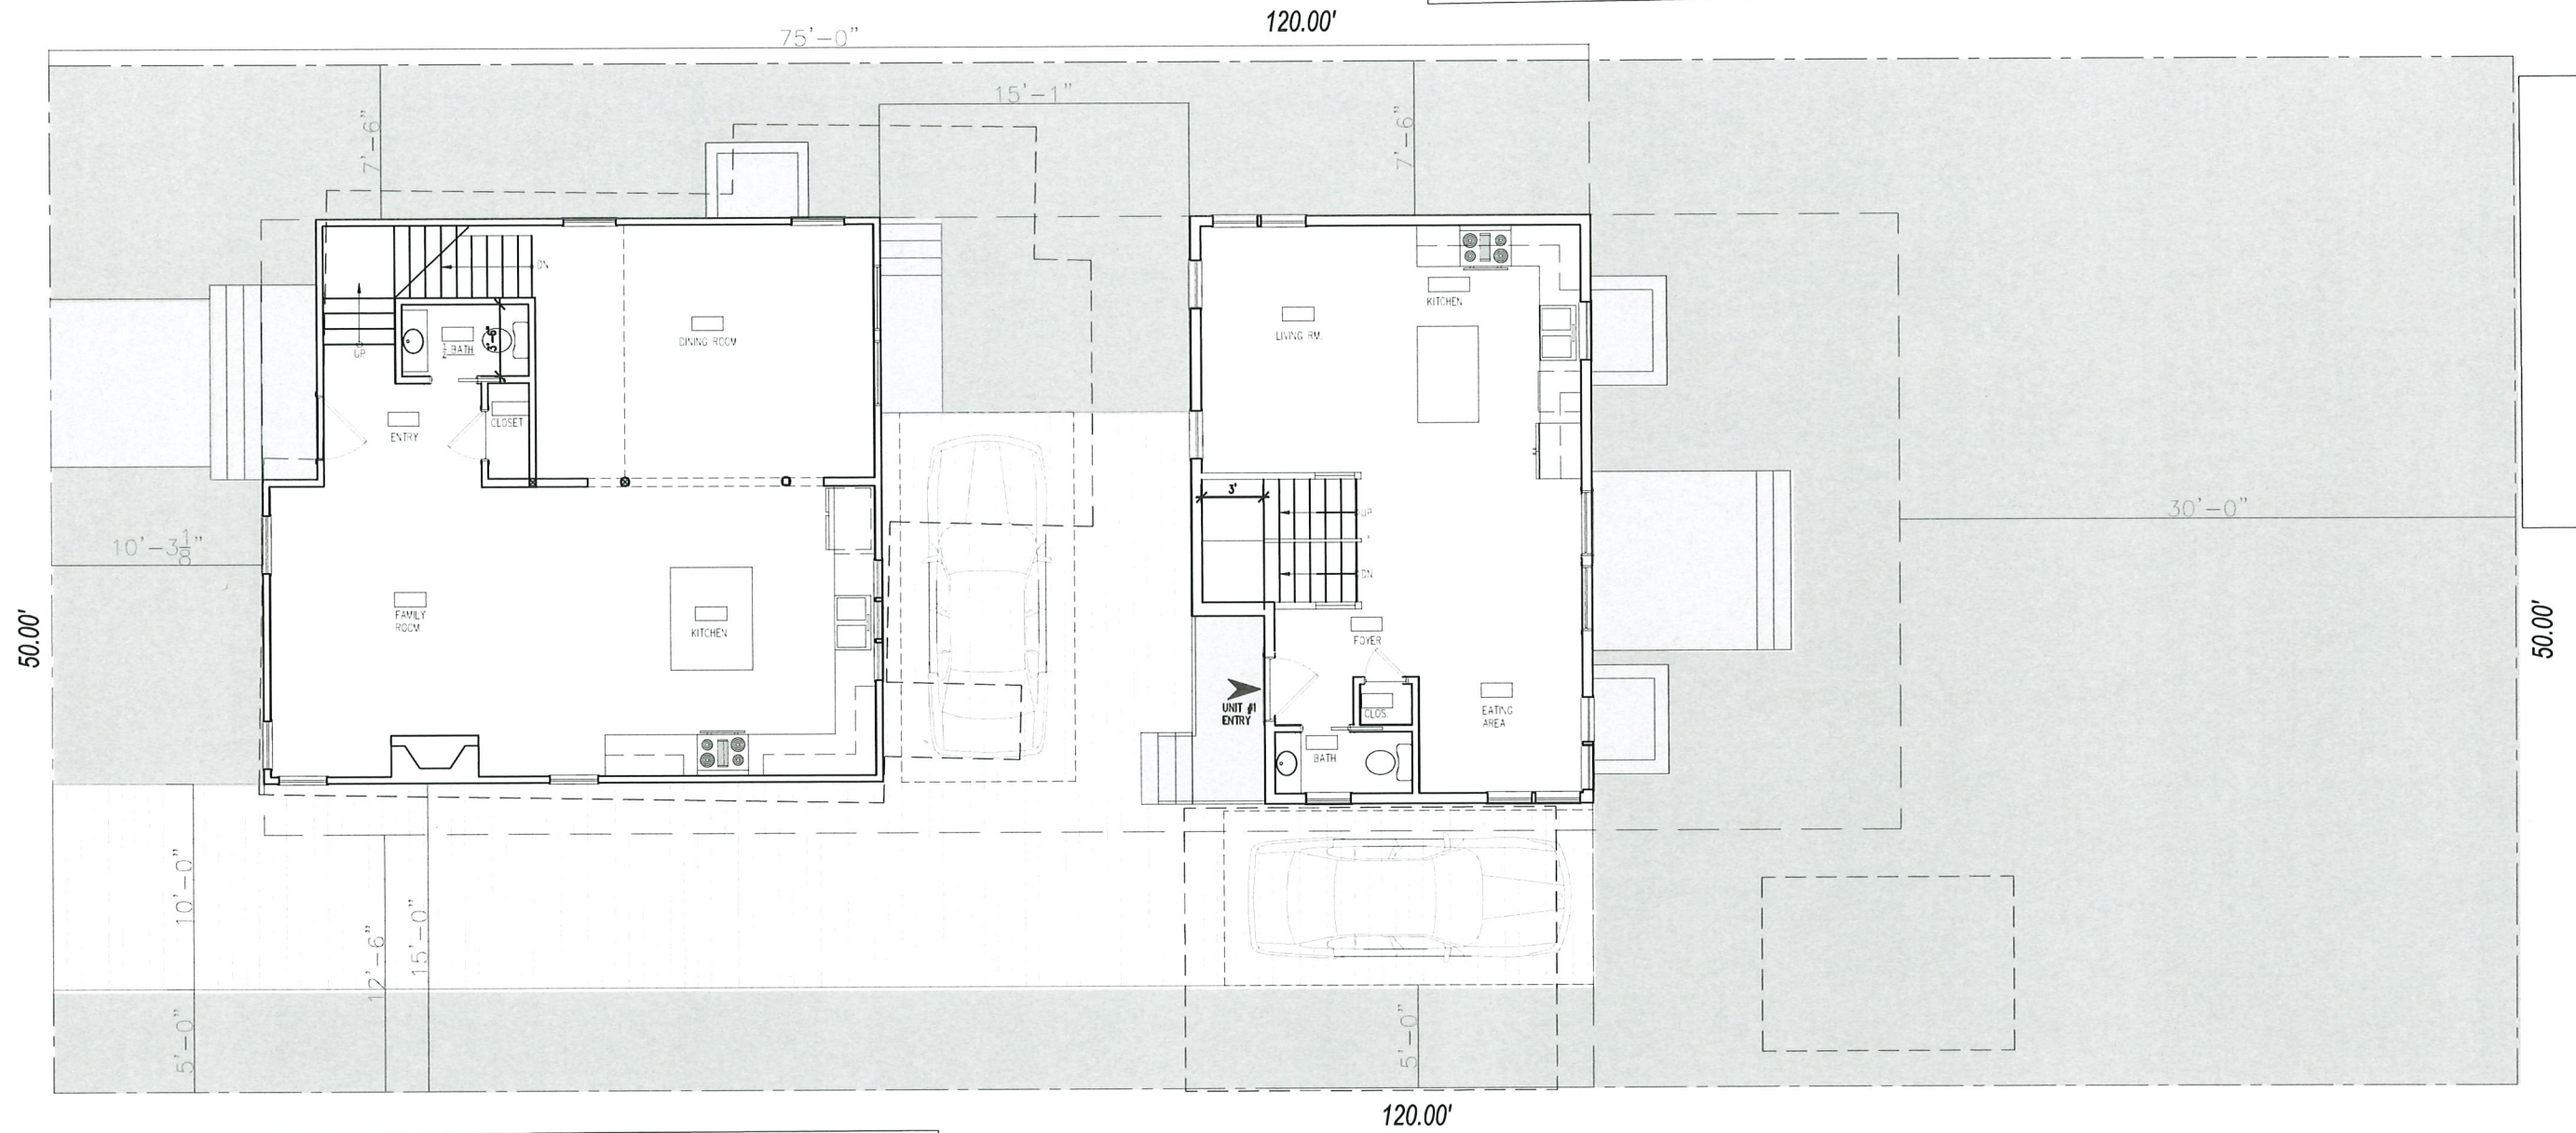 120.00'
75'-0"
15'-1"
7'-6"
7'-6"
DN
UP
1/2 BATH
3'-6"
DINING ROOM
ENTRY
CLOSET
LIVING RM.
KITCHEN
3'
UP
DN
10'-3 1/8"
30'-0"
FAMILY
ROOM
KITCHEN
FOYER
50.00'
50.00'
UNIT #1
ENTRY
CLOS.
EATING
AREA
BATH
10'-0"
12'-6"
15'-0"
5'-0"
5'-0"
120.00'